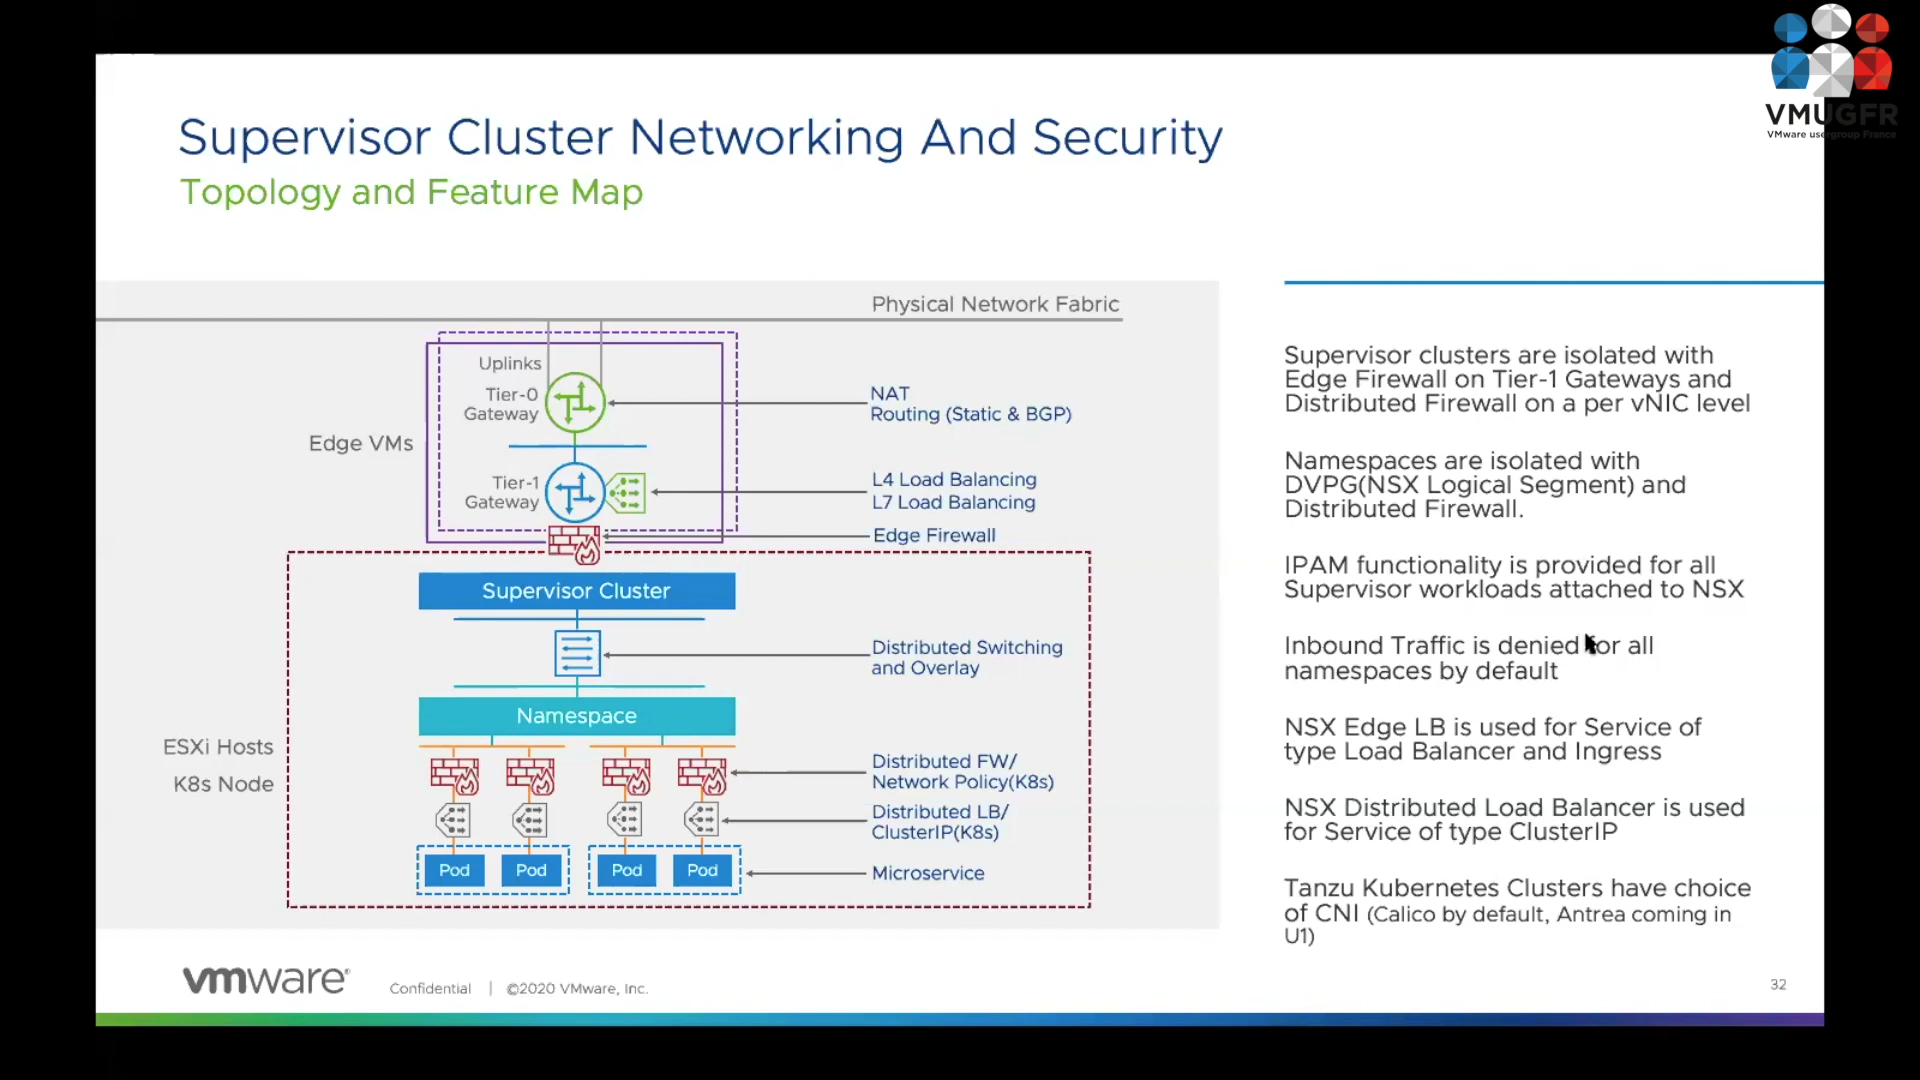 VMUGFR
VMware usergroup France
Supervisor Cluster Networking And Security
Topology and Feature Map
Physical Network Fabric
Uplinks
Tier-0
Gateway
NAT
Routing (Static & BGP)
Edge VMs
Tier-1
Gateway
L4 Load Balancing
L7 Load Balancing
Edge Firewall
Supervisor Cluster
Distributed Switching
and Overlay
Namespace
ESXi Hosts
K8s Node
Distributed FW/
Network Policy(K8s)
Distributed LB/
ClusterIP(K8s)
Pod
Pod
Pod
Pod
Microservice
Supervisor clusters are isolated with
Edge Firewall on Tier-1 Gateways and
Distributed Firewall on a per vNIC level
Namespaces are isolated with
DVPG(NSX Logical Segment) and
Distributed Firewall.
IPAM functionality is provided for all
Supervisor workloads attached to NSX
Inbound Traffic is denied for all
namespaces by default
NSX Edge LB is used for Service of
type Load Balancer and Ingress
NSX Distributed Load Balancer is used
for Service of type ClusterIP
Tanzu Kubernetes Clusters have choice
of CNI (Calico by default, Antrea coming in
U1)
vmware®
Confidential | ©2020 VMware, Inc.
32